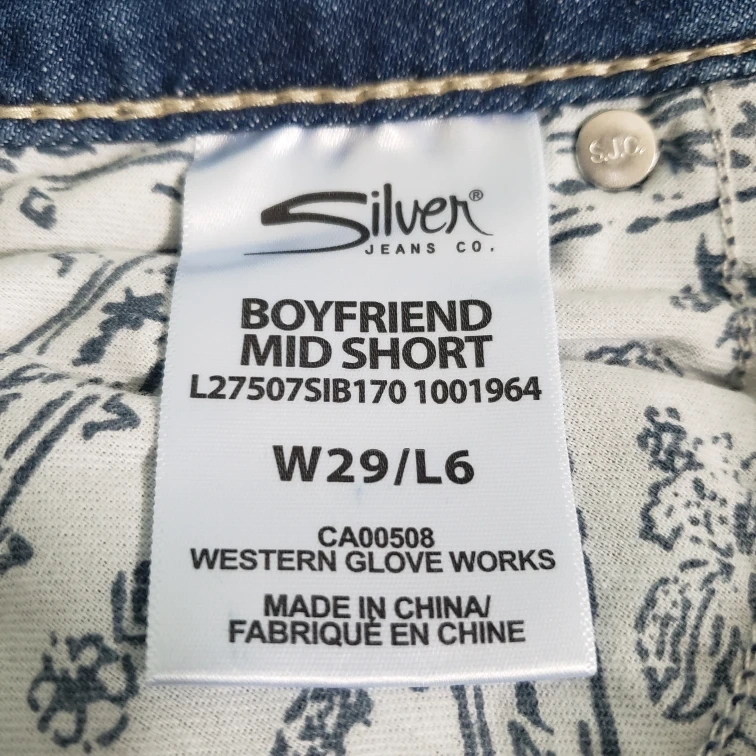 S.J.C.
Silver®
JEANS CO.
BOYFRIEND
MID SHORT
L27507SIB170 1001964
W29/L6
CA00508
WESTERN GLOVE WORKS
MADE IN CHINA/
FABRIQUÉ EN CHINE